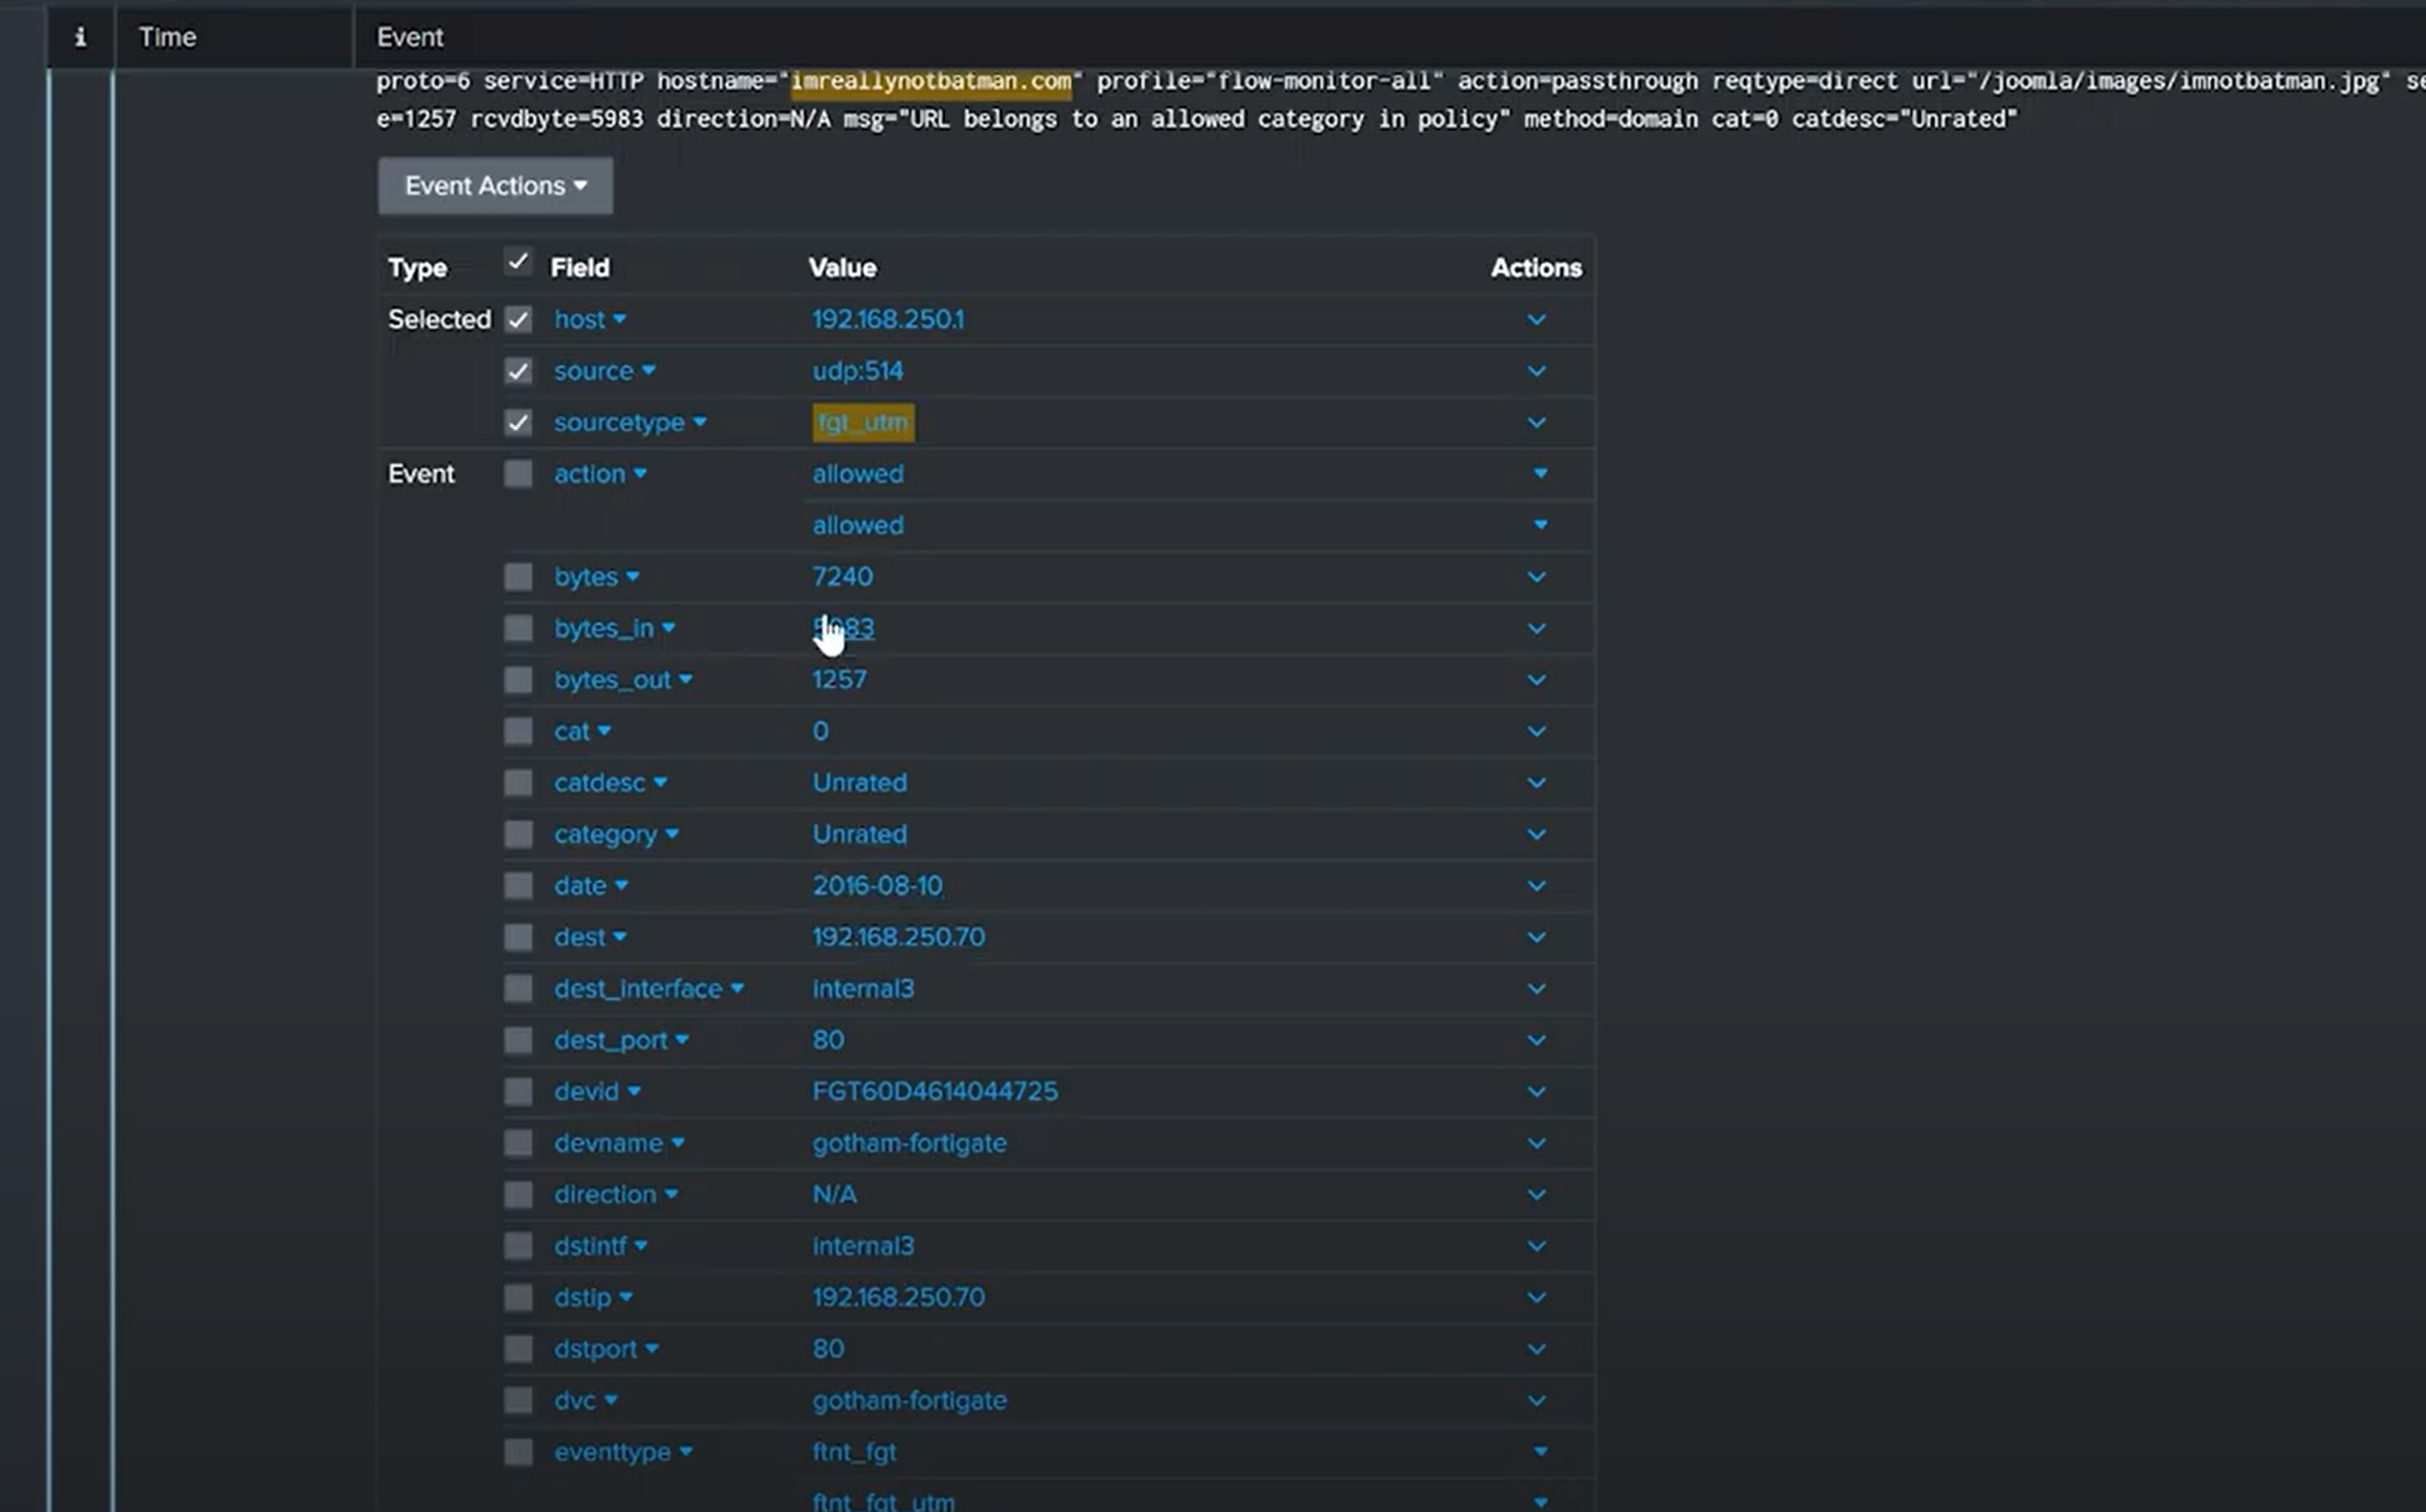 i Time Event
proto=6 service=HTTP hostname="imreallynotbatman.com" profile="flow-monitor-all" action=passthrough reqtype=direct url="/joomla/images/imnotbatman.jpg" se
e=1257 rcvdbyte=5983 direction=N/A msg="URL belongs to an allowed category in policy" method=domain cat=0 catdesc="Unrated"
Event Actions
Type Field Value Actions
Selected host 192.168.250.1
source udp:514
sourcetype fgt_utm
Event action allowed
allowed
bytes 7240
bytes_in 5983
bytes_out 1257
cat 0
catdesc Unrated
category Unrated
date 2016-08-10
dest 192.168.250.70
dest_interface internal3
dest_port 80
devid FGT60D4614044725
devname gotham-fortigate
direction N/A
dstintf internal3
dstip 192.168.250.70
dstport 80
dvc gotham-fortigate
eventtype ftnt_fgt
ftnt_fgt_utm